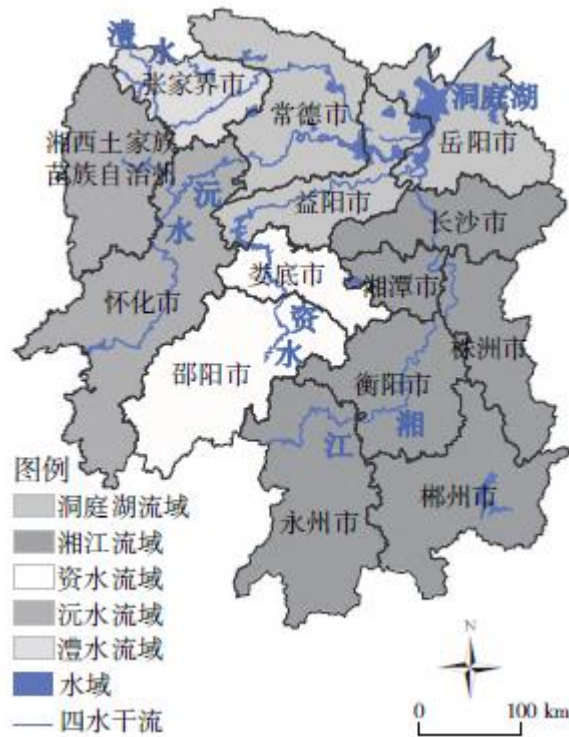 澧水
张家界市
常德市
洞庭湖
岳阳市
湘西土家族
苗族自治州
沅水
益阳市
长沙市
娄底市
湘潭市
怀化市
资水
株洲市
邵阳市
衡阳市
湘江
永州市
郴州市
图例
洞庭湖流域
湘江流域
资水流域
沅水流域
澧水流域
水域
四水干流
N
0 100 km